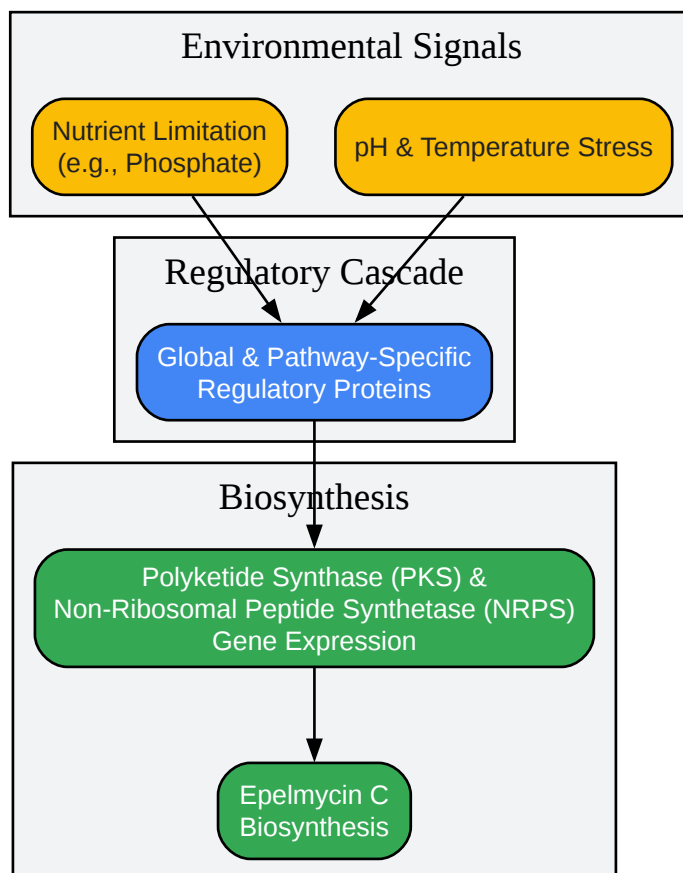 Environmental Signals
Nutrient Limitation
(e.g., Phosphate)
pH & Temperature Stress
Regulatory Cascade
Global & Pathway-Specific
Regulatory Proteins
Biosynthesis
Polyketide Synthase (PKS) &
Non-Ribosomal Peptide Synthetase (NRPS)
Gene Expression
Epelmycin C
Biosynthesis